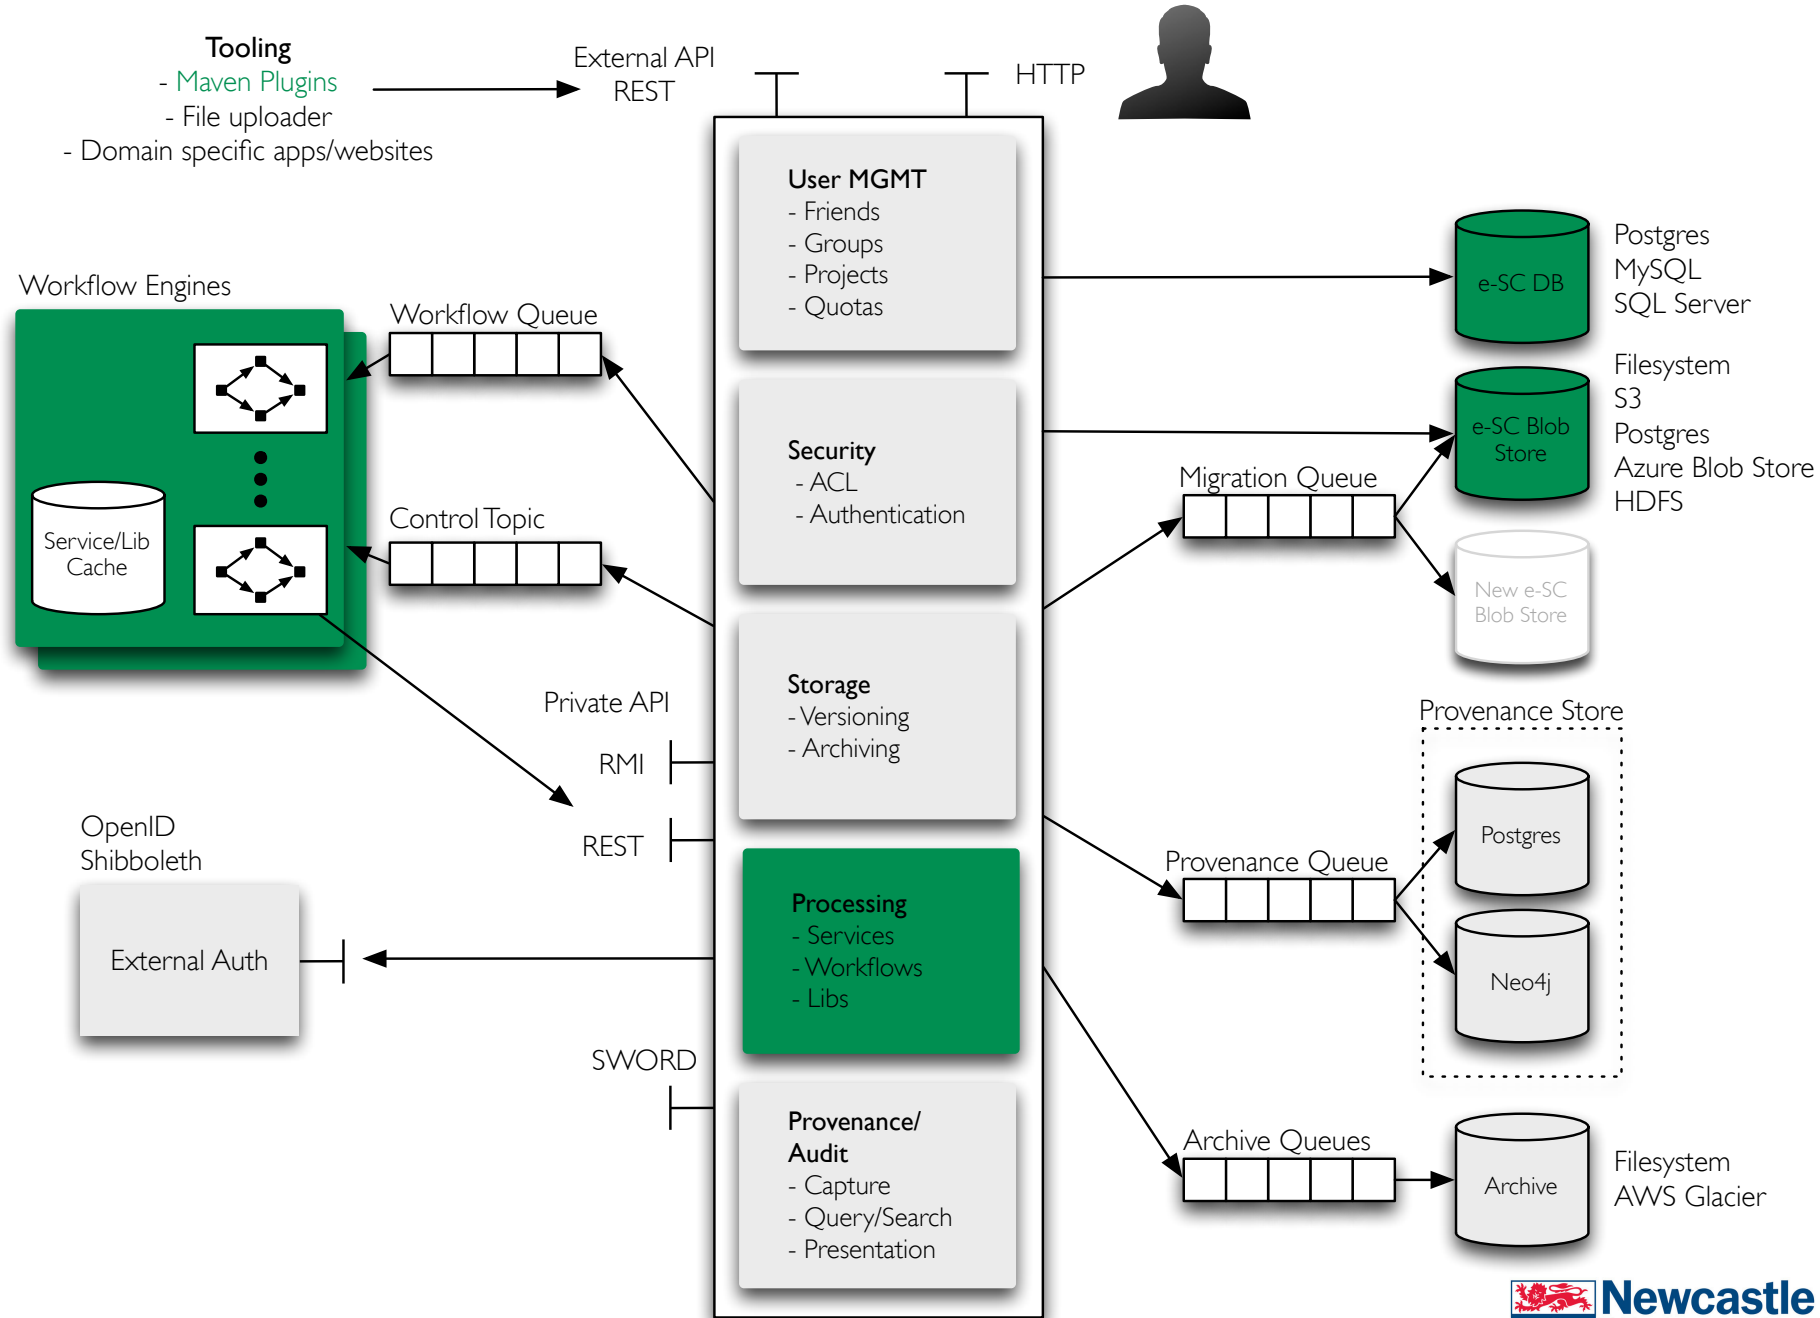 Tooling
- Maven Plugins
- File uploader
- Domain specific apps/websites
External API
REST
HTTP
User MGMT
- Friends
- Groups
- Projects
- Quotas
Security
- ACL
- Authentication
Storage
- Versioning
- Archiving
Processing
- Services
- Workflows
- Libs
Provenance/
Audit
- Capture
- Query/Search
- Presentation
Workflow Engines
Service/Lib
Cache
Workflow Queue
Control Topic
Private API
RMI
REST
OpenID
Shibboleth
External Auth
SWORD
e-SC DB
Postgres
MySQL
SQL Server
e-SC Blob
Store
Filesystem
S3
Postgres
Azure Blob Store
HDFS
Migration Queue
New e-SC
Blob Store
Provenance Store
Postgres
Neo4j
Provenance Queue
Archive Queues
Archive
Filesystem
AWS Glacier
Newcastle